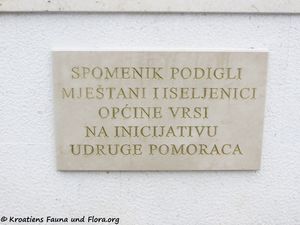 SPOMENIK PODIGLI
MJEŠTANI I ISELJENICI
OPĆINE VRSI
NA INICIJATIVU
UDRUGE POMORACA
© Kroatiens Fauna und Flora.org